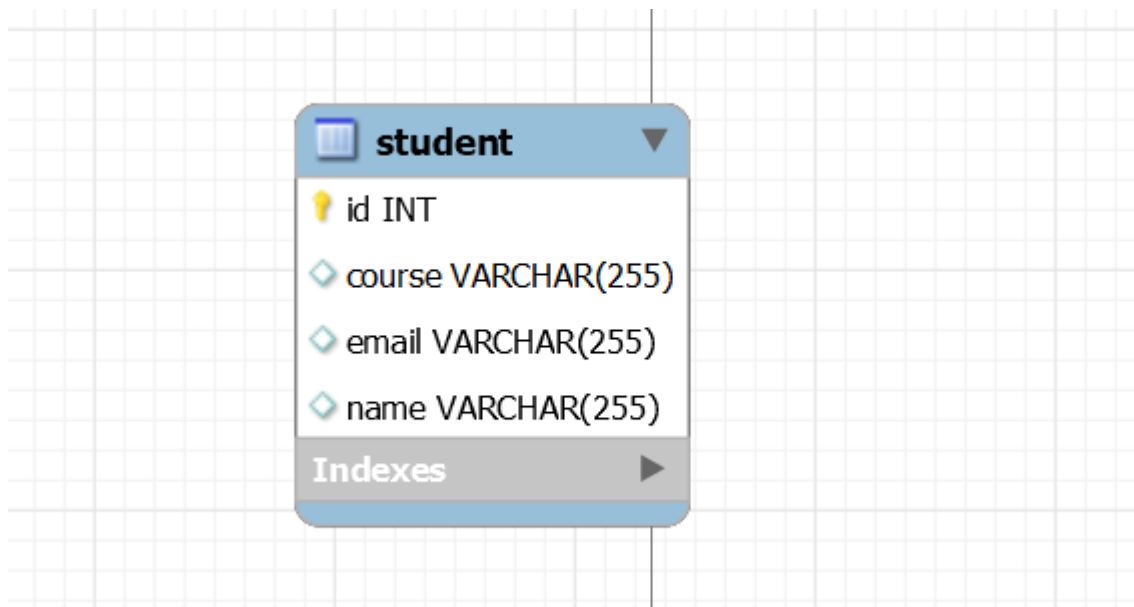 student
id INT
course VARCHAR(255)
email VARCHAR(255)
name VARCHAR(255)
Indexes